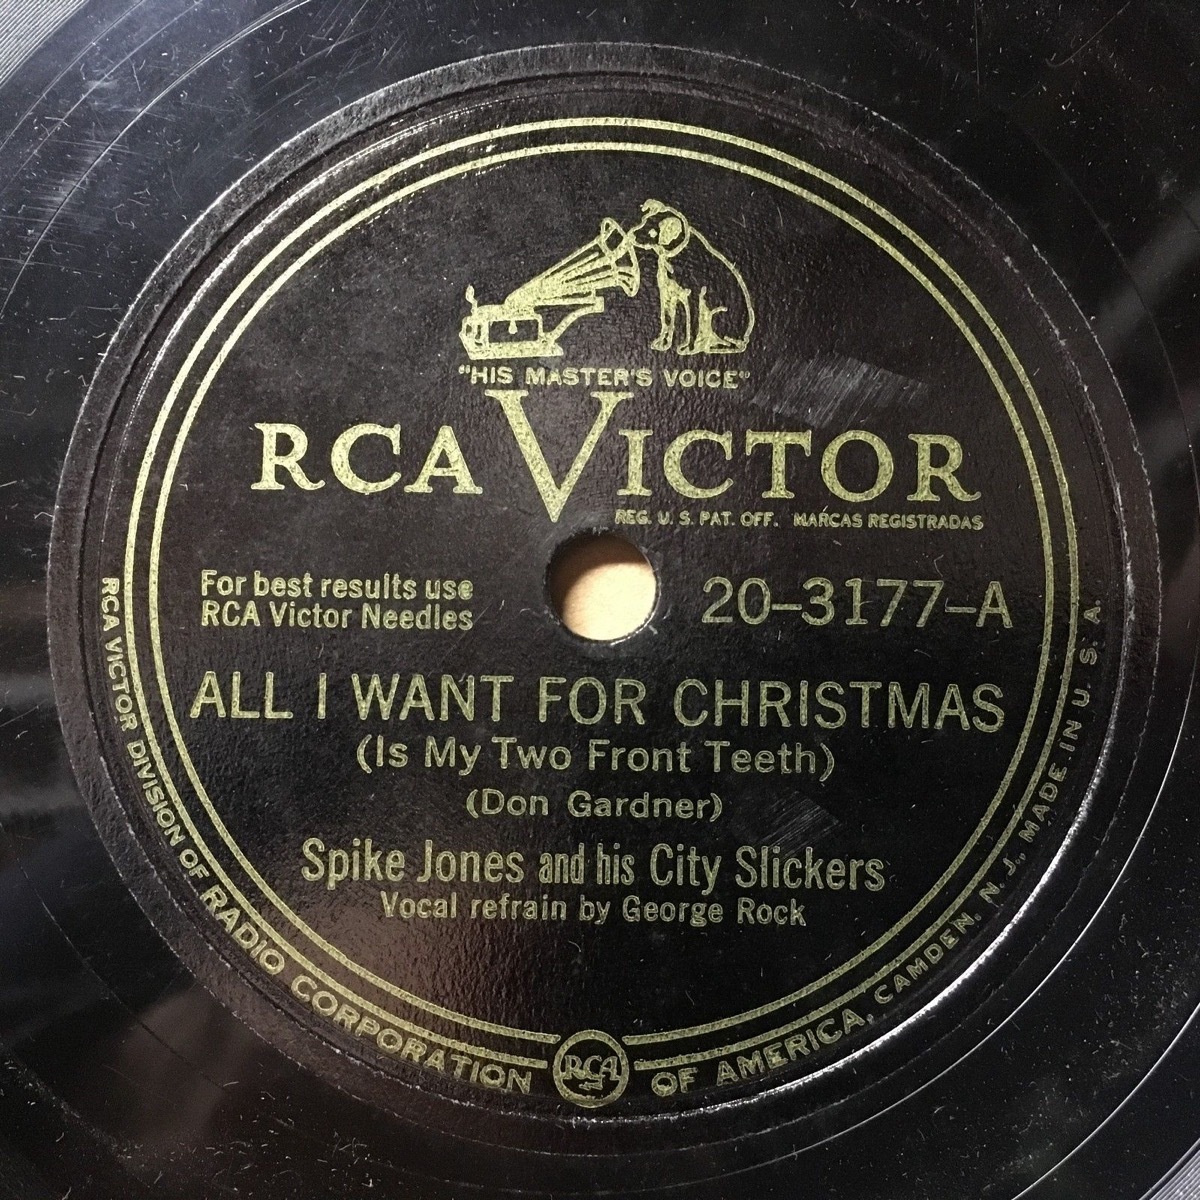 "HIS MASTER'S VOICE"
RCA VICTOR
REG. U. S. PAT. OFF. MARCAS REGISTRADAS
For best results use
RCA Victor Needles
20-3177-A
ALL I WANT FOR CHRISTMAS
(Is My Two Front Teeth)
(Don Gardner)
Spike Jones and his City Slickers
Vocal refrain by George Rock
RCA VICTOR DIVISION OF RADIO CORPORATION OF AMERICA, CAMDEN, N. J., MADE IN U. S. A.
RCA